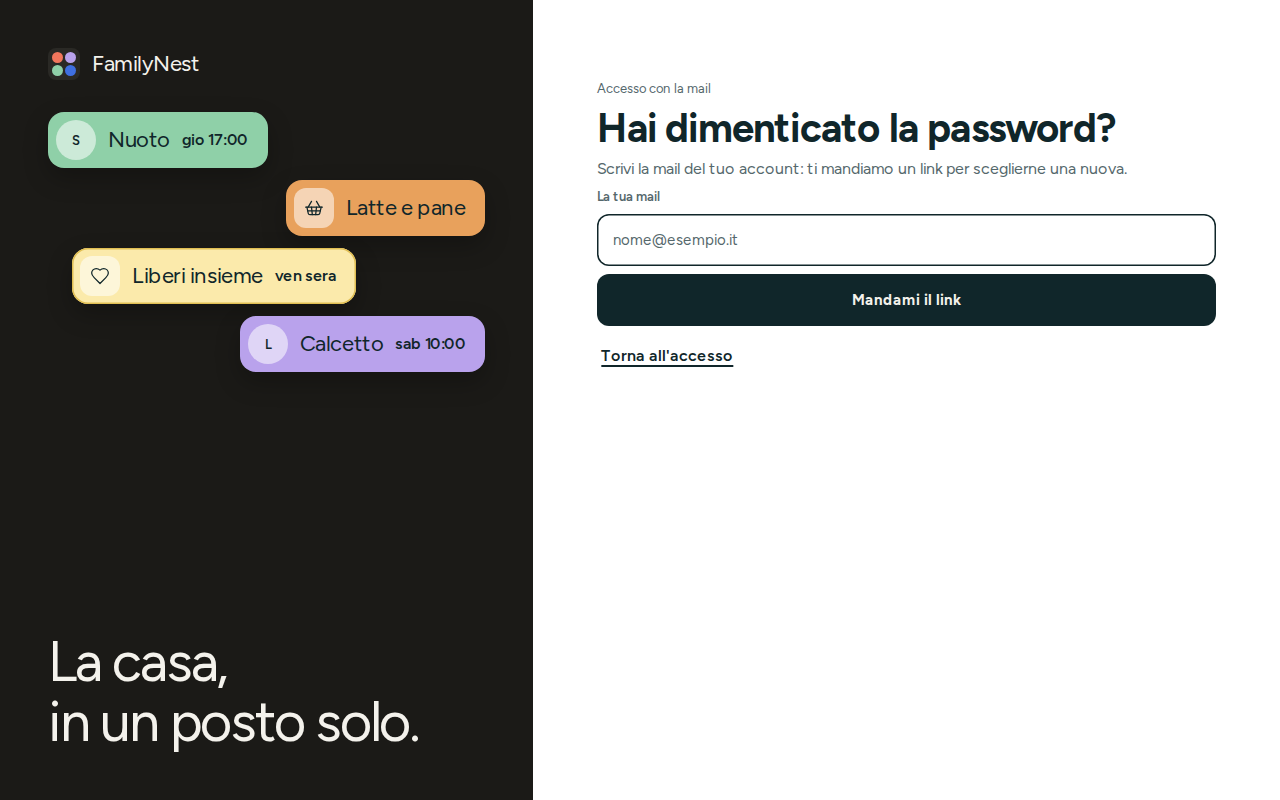 FamilyNest
S Nuoto gio 17:00
Latte e pane
Liberi insieme ven sera
L Calcetto sab 10:00
La casa,
in un posto solo.
Accesso con la mail
Hai dimenticato la password?
Scrivi la mail del tuo account: ti mandiamo un link per sceglierne una nuova.
La tua mail
nome@esempio.it
Mandami il link
Torna all'accesso